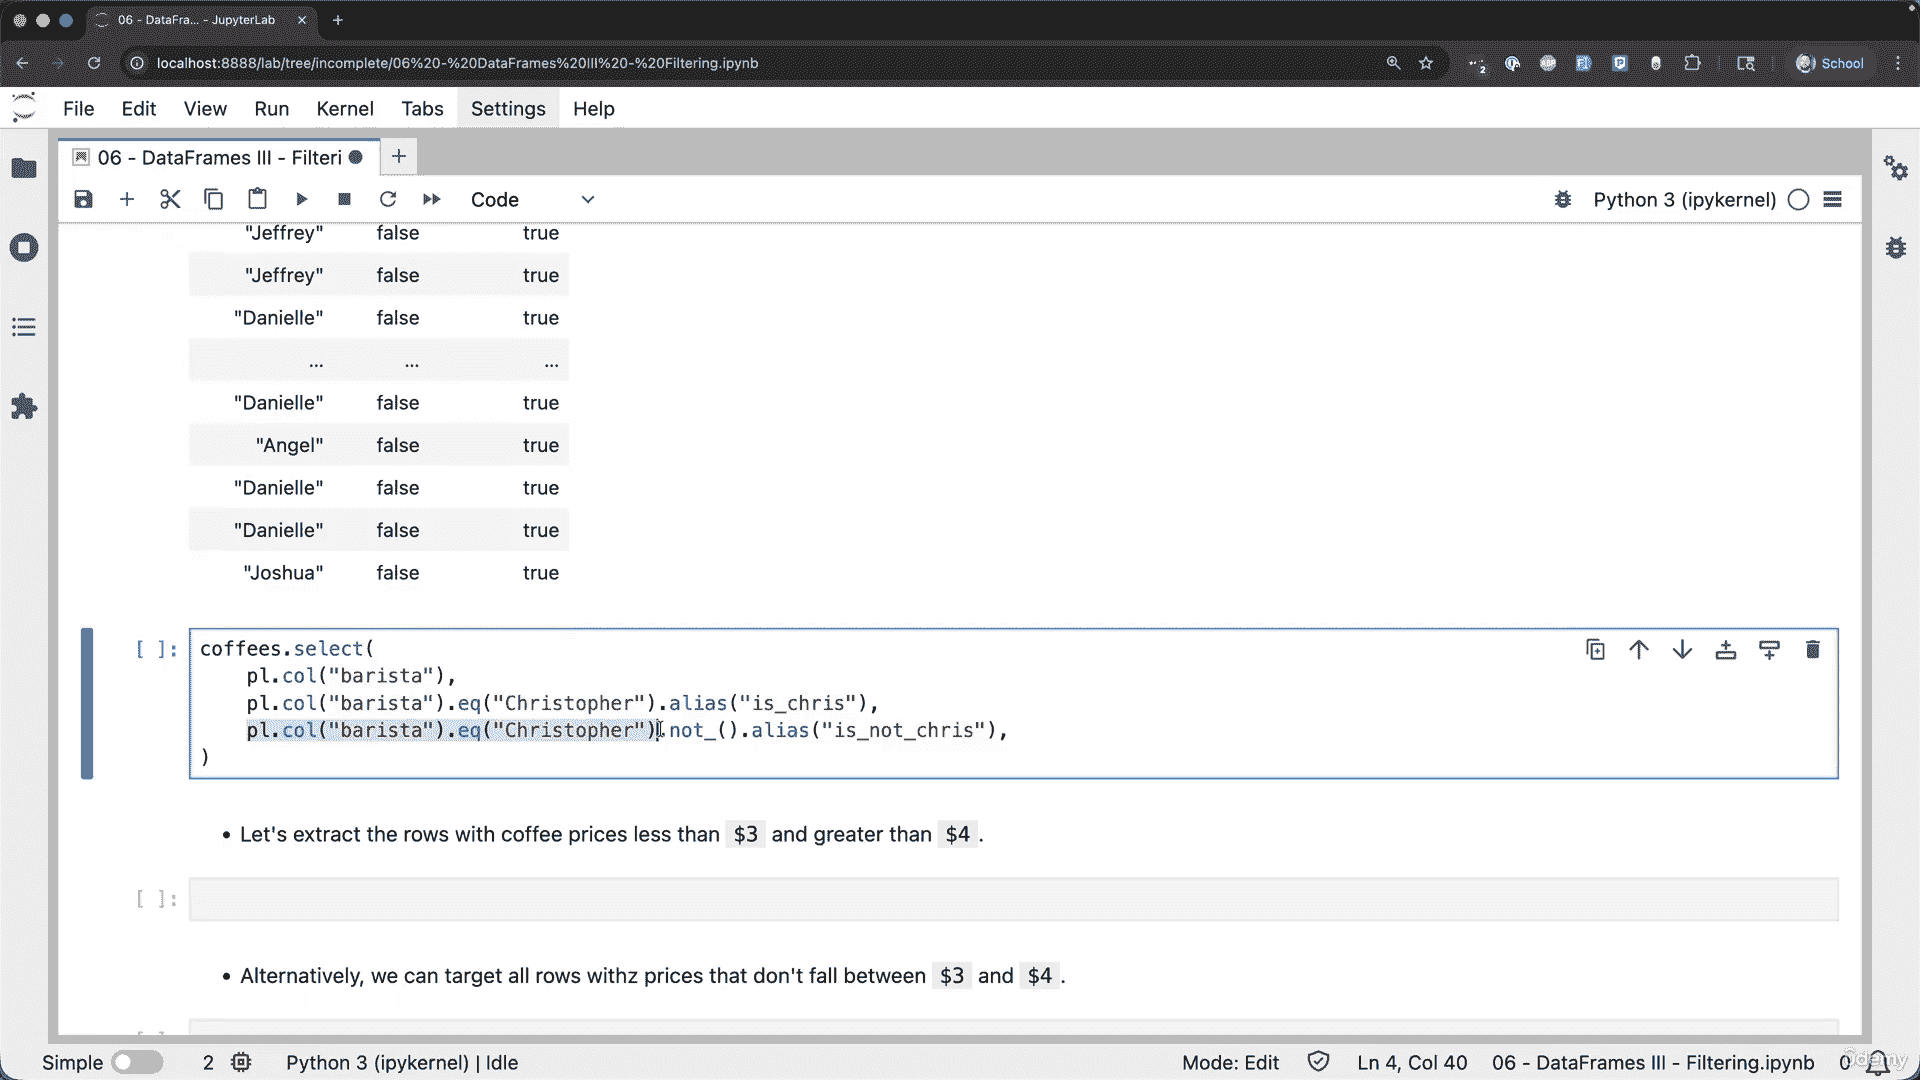 06 - DataFra... - JupyterLab
localhost:8888/lab/tree/incomplete/06%20-%20DataFrames%20III%20-%20Filtering.ipynb
2
School
File Edit View Run Kernel Tabs Settings Help
06 - DataFrames III - Filteri
Code
Python 3 (ipykernel)
"Jeffrey" false true
"Jeffrey" false true
"Danielle" false true
... ... ...
"Danielle" false true
"Angel" false true
"Danielle" false true
"Danielle" false true
"Joshua" false true
[ ]: coffees.select(
pl.col("barista"),
pl.col("barista").eq("Christopher").alias("is_chris"),
pl.col("barista").eq("Christopher").not_().alias("is_not_chris"),
)
• Let's extract the rows with coffee prices less than $3 and greater than $4.
[ ]:
• Alternatively, we can target all rows withz prices that don't fall between $3 and $4.
[ ]:
Simple 2 Python 3 (ipykernel) | Idle Mode: Edit Ln 4, Col 40 06 - DataFrames III - Filtering.ipynb 0
Udemy